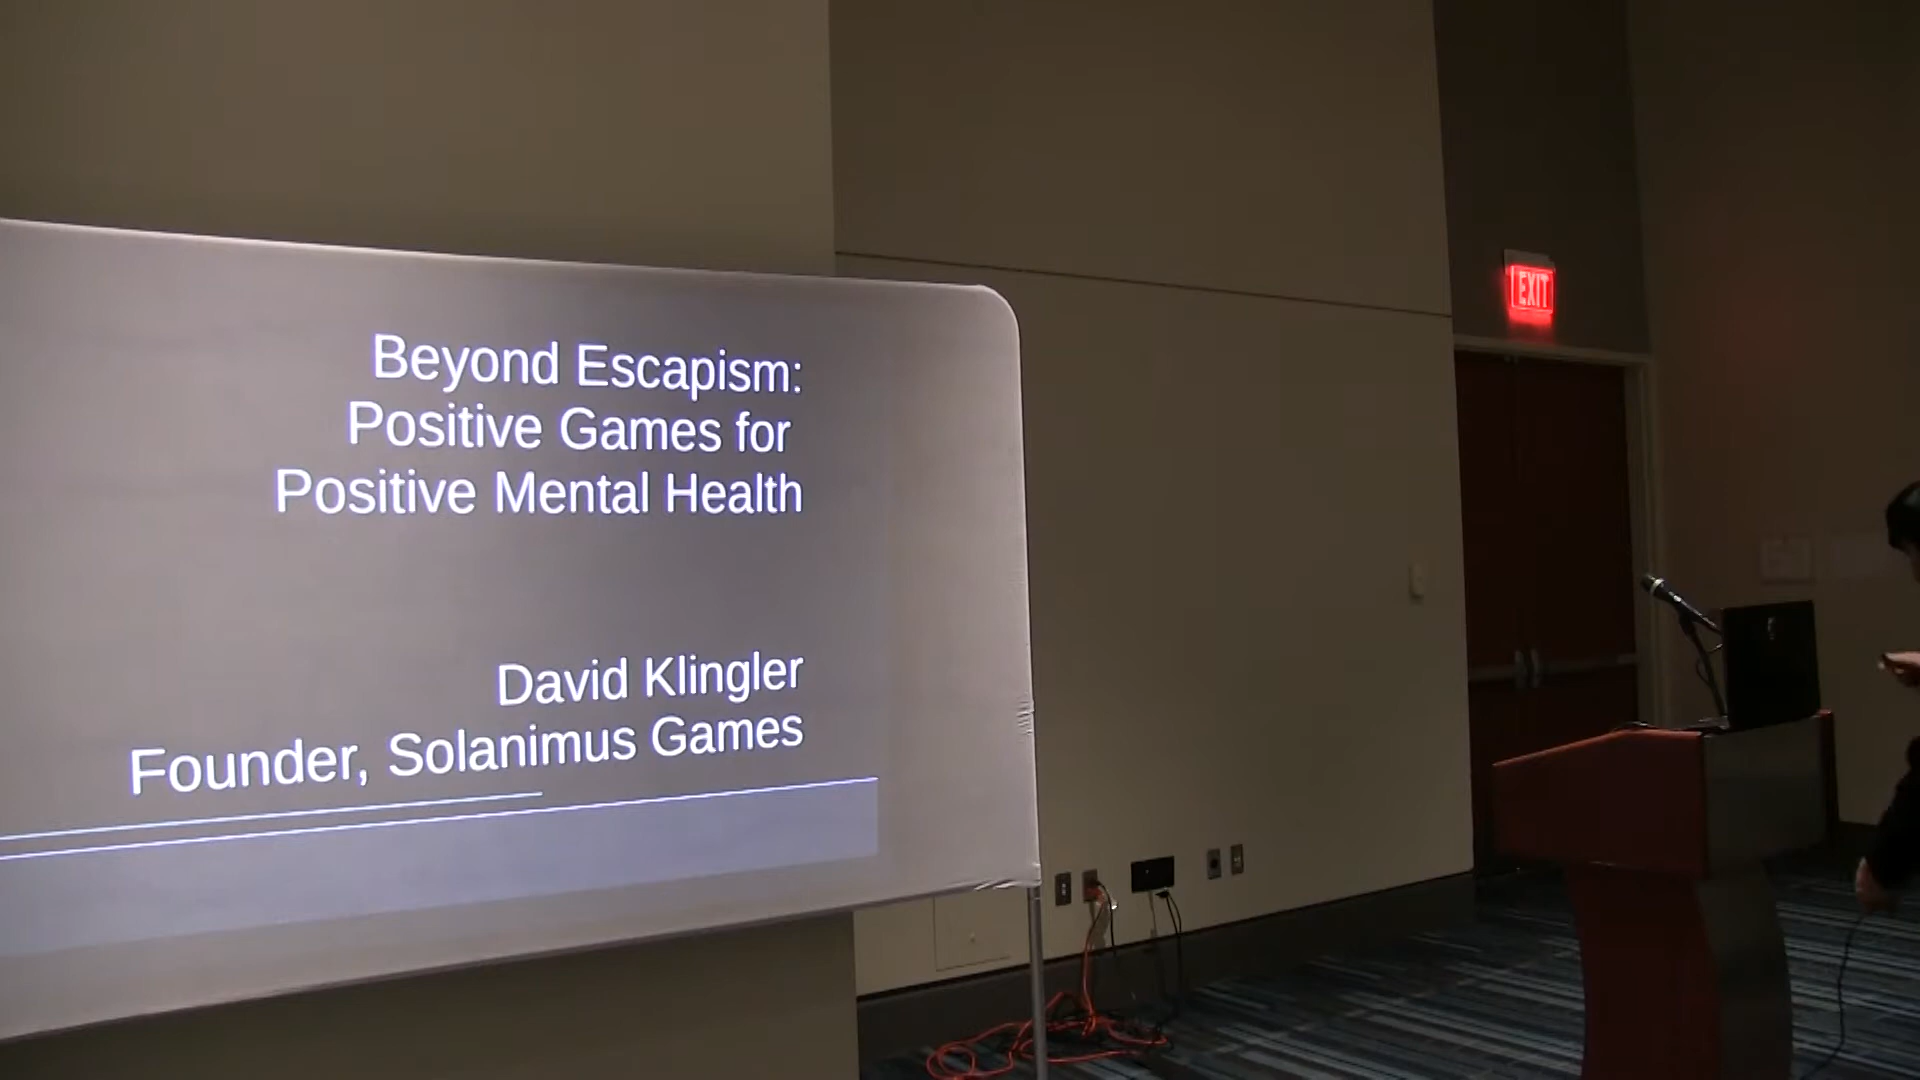 Beyond Escapism:
Positive Games for
Positive Mental Health
David Klingler
Founder, Solanimus Games
EXIT